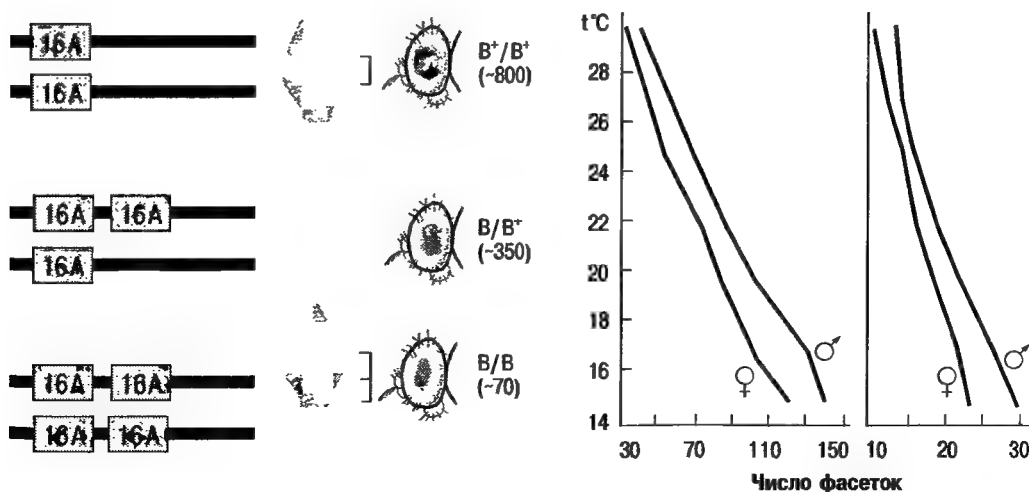 16A
16A
B⁺/B⁺
(~800)
16A 16A
16A
B/B⁺
(~350)
16A 16A
16A 16A
B/B
(~70)
t°C
28
26
24
22
20
18
16
14
♀ ♂
♀ ♂
30 70 110 150
10 20 30
Число фасеток